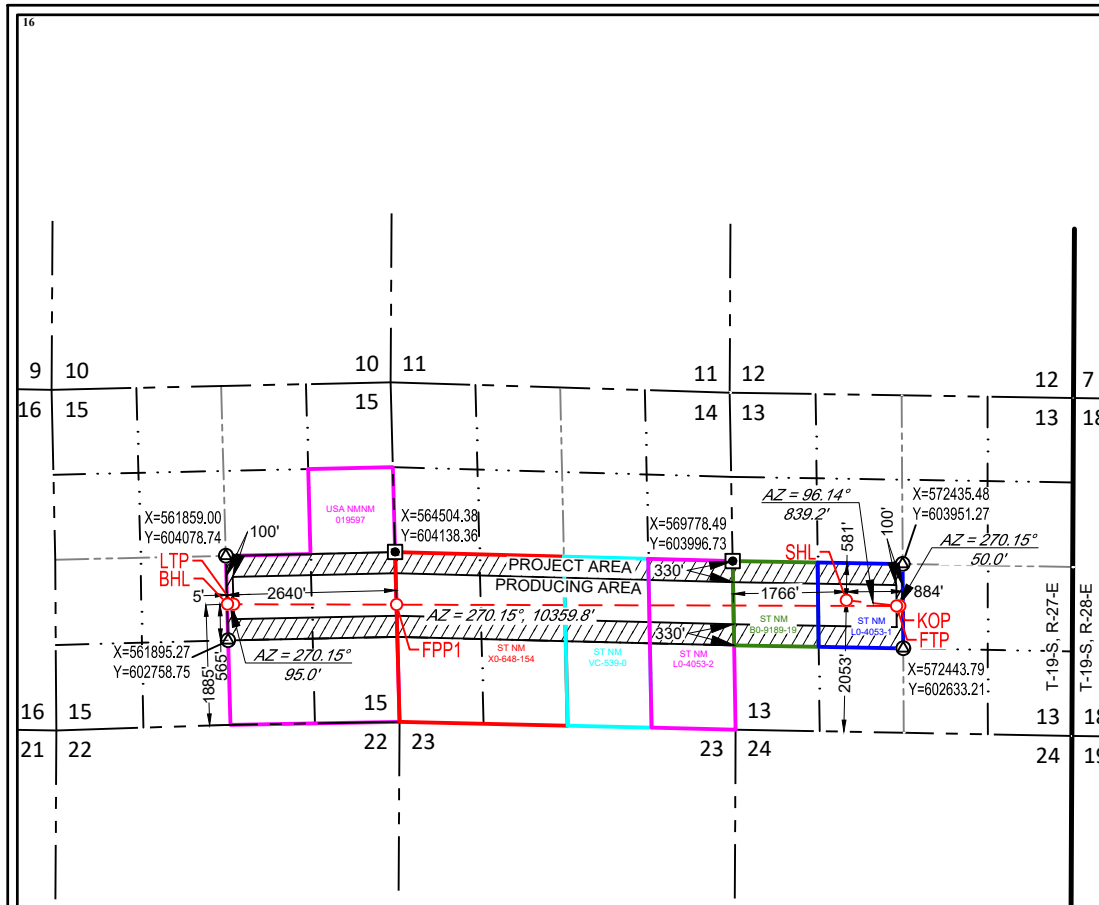 16
9
10
10
11
11
12
12
7
16
15
15
14
13
13
18
USA NMNM
019597
X=561859.00
Y=604078.74
100'
X=564504.38
Y=604138.36
X=569778.49
Y=603996.73
AZ = 96.14°
839.2'
X=572435.48
Y=603951.27
AZ = 270.15°
50.0'
LTP
BHL
SHL
581'
100'
PROJECT AREA
PRODUCING AREA
330'
5'
2640'
1766'
884'
AZ = 270.15°, 10359.8'
FPP1
KOP
FTP
330'
ST NM
X0-648-154
ST NM
VC-539-0
ST NM
L0-4053-2
ST NM
B0-9189-19
ST NM
L0-4053-1
X=561895.27
Y=602758.75
AZ = 270.15°
95.0'
565'
1885'
2053'
X=572443.79
Y=602633.21
T-19-S, R-27-E
T-19-S, R-28-E
16
15
15
13
13
18
21
22
22
23
23
24
24
19